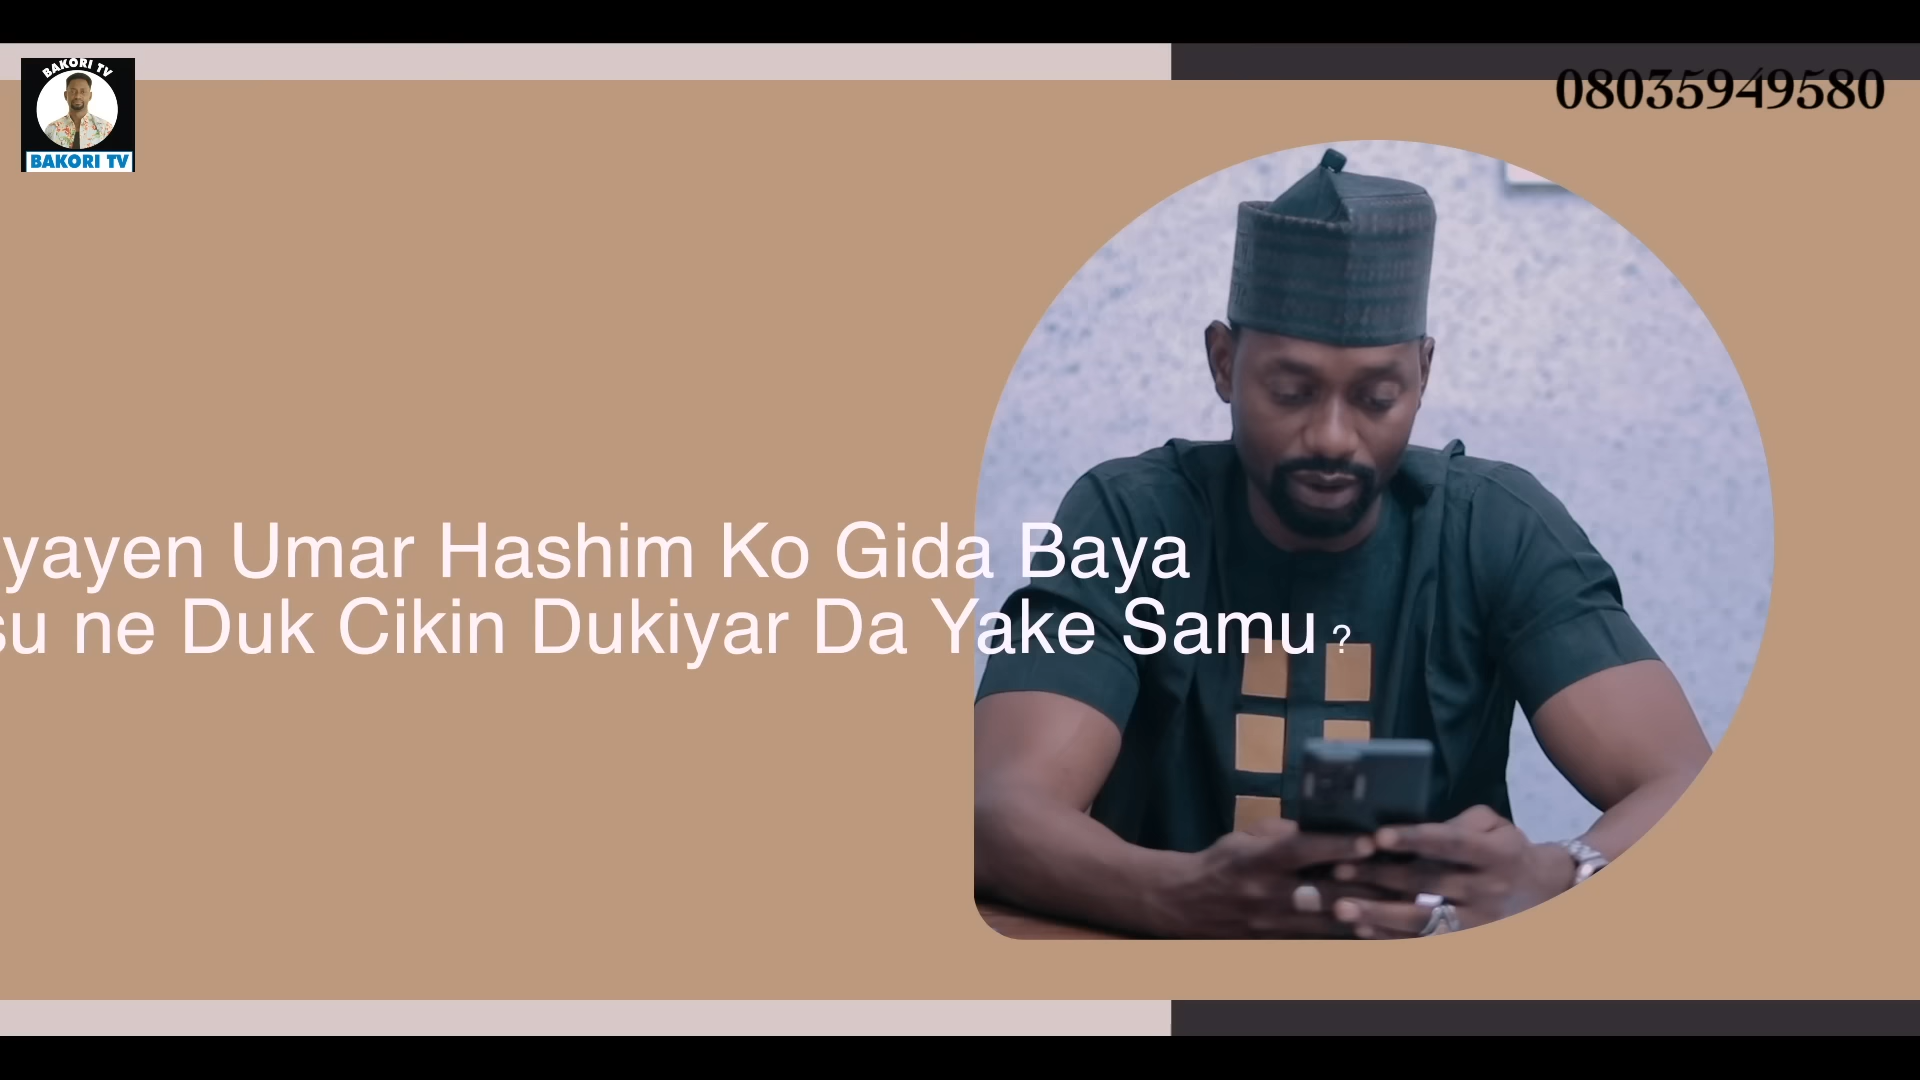 BAKORI TV
BAKORI TV
08035949580
yayen Umar Hashim Ko Gida Baya
su ne Duk Cikin Dukiyar Da Yake Samu ?